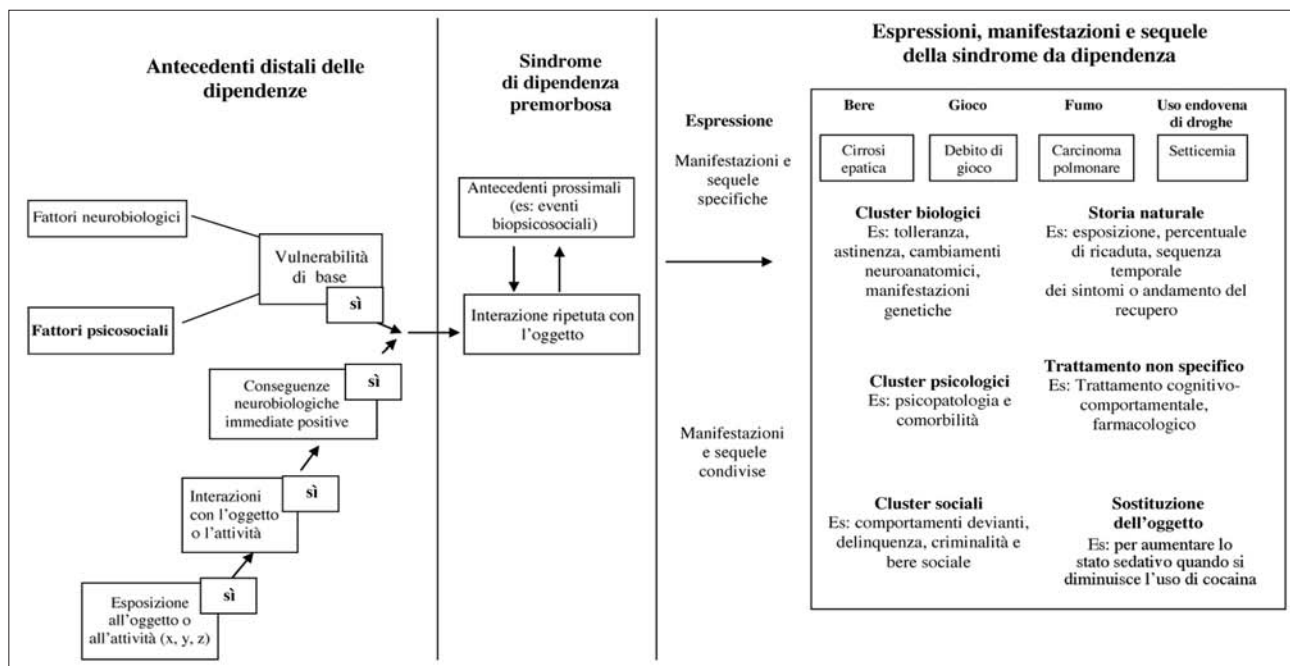 Antecedenti distali delle
dipendenze
Fattori neurobiologici
Fattori psicosociali
Vulnerabilità
di base
sì
Conseguenze
neurobiologiche
immediate positive
sì
Interazioni
con l'oggetto
o l'attività
sì
Esposizione
all'oggetto o
all'attività (x, y, z)
sì
Sindrome
di dipendenza
premorbosa
Antecedenti prossimali
(es: eventi
biopsicosociali)
Interazione ripetuta con
l'oggetto
Espressione
Manifestazioni e
sequele
specifiche
Manifestazioni
e sequele
condivise
Espressioni, manifestazioni e sequele
della sindrome da dipendenza
Bere
Gioco
Fumo
Uso endovena
di droghe
Cirrosi
epatica
Debito di
gioco
Carcinoma
polmonare
Setticemia
Cluster biologici
Es: tolleranza,
astinenza, cambiamenti
neuroanatomici,
manifestazioni
genetiche
Storia naturale
Es: esposizione, percentuale
di ricaduta, sequenza
temporale
dei sintomi o andamento del
recupero
Cluster psicologici
Es: psicopatologia e
comorbilità
Trattamento non specifico
Es: Trattamento cognitivo-
comportamentale,
farmacologico
Cluster sociali
Es: comportamenti devianti,
delinquenza, criminalità e
bere sociale
Sostituzione
dell'oggetto
Es: per aumentare lo
stato sedativo quando si
diminuisce l'uso di cocaina